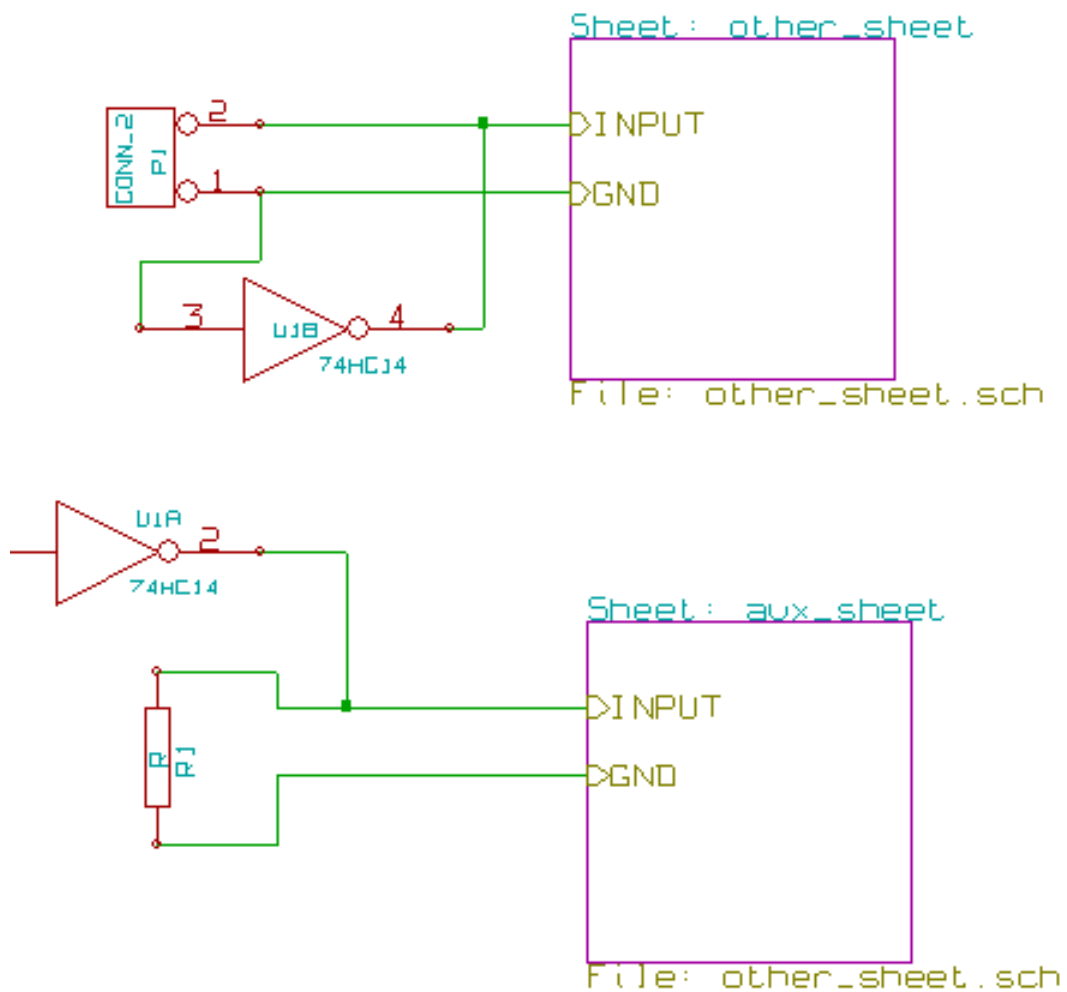 Sheet: other_sheet
CONN_2
P1
2
1
INPUT
GND
3
U1B
4
74HC14
File: other_sheet.sch
U1A
2
74HC14
Sheet: aux_sheet
R
R1
INPUT
GND
File: other_sheet.sch